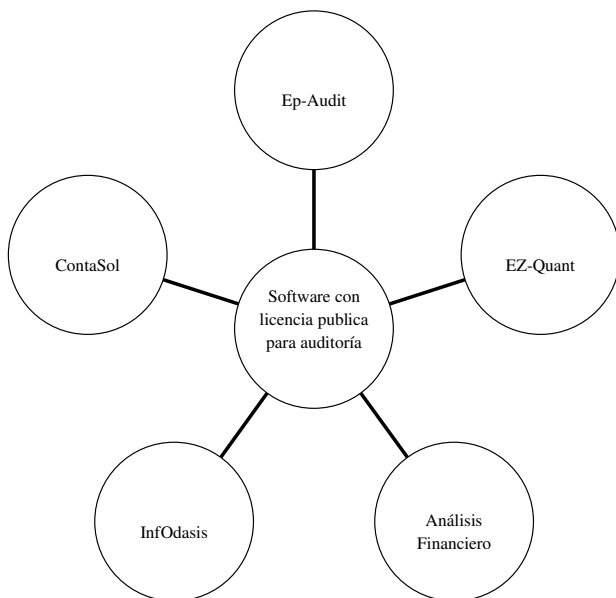 Ep-Audit
ContaSol
EZ-Quant
Software con
licencia publica
para auditoría
InfOdasis
Análisis
Financiero